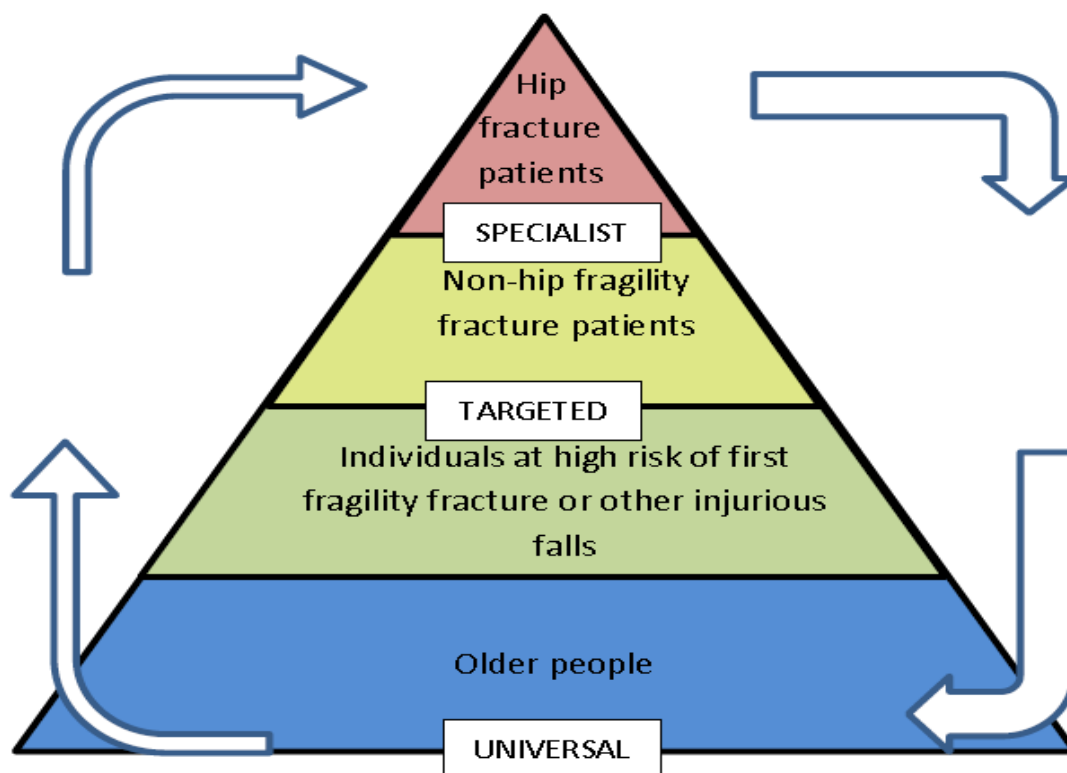 Hip
fracture
patients
SPECIALIST
Non-hip fragility
fracture patients
TARGETED
Individuals at high risk of first
fragility fracture or other injurious
falls
Older people
UNIVERSAL